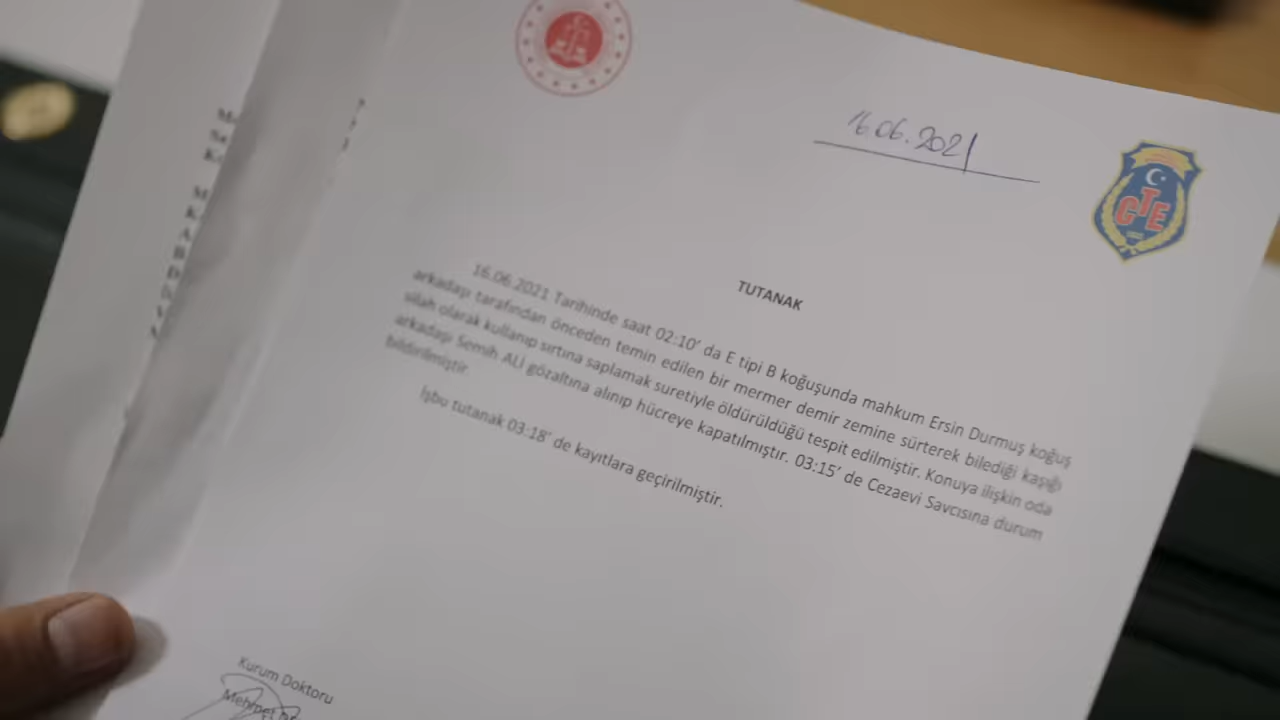 16.06.2021
CTE
TUTANAK
16.06.2021 Tarihinde saat 02:10' da E tipi B koğuşunda mahkum Ersin Durmuş koğuş
arkadaşı tarafından önceden temin edilen bir mermer demir zemine sürterek bilediği kaşığı
silah olarak kullanıp sırtına saplamak suretiyle öldürüldüğü tespit edilmiştir. Konuya ilişkin oda
arkadaşı Semih ALİ gözaltına alınıp hücreye kapatılmıştır. 03:15' de Cezaevi Savcısına durum
bildirilmiştir.
İşbu tutanak 03:18' de kayıtlara geçirilmiştir.
Kurum Doktoru
Mehmet